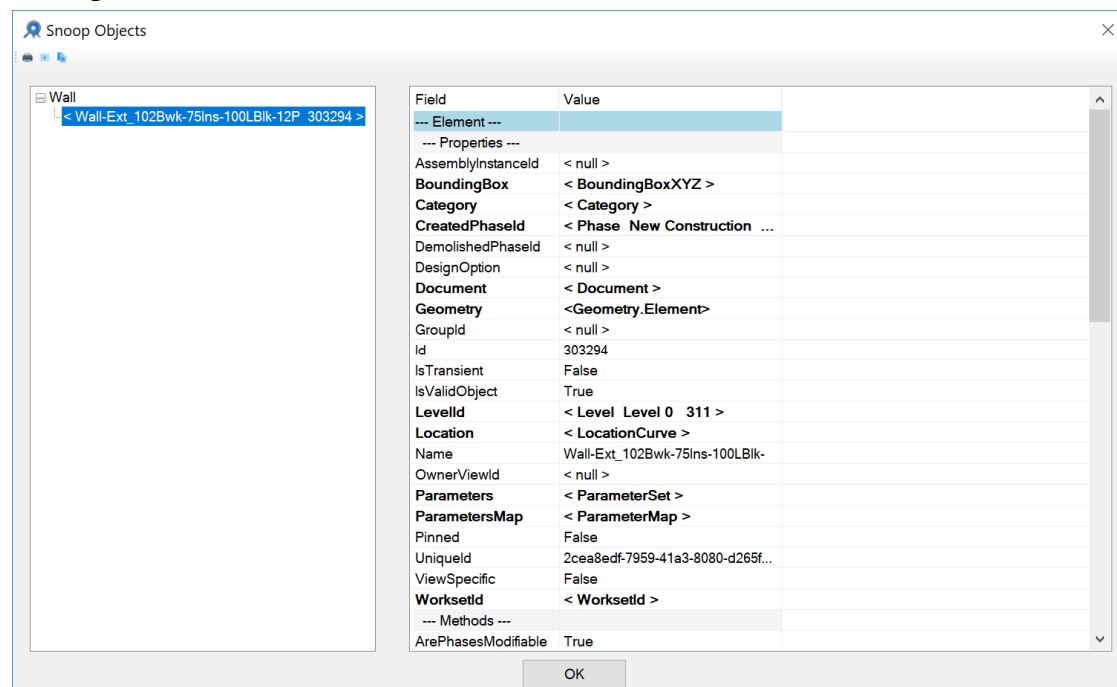 Snoop Objects
Wall
< Wall-Ext_102Bwk-75Ins-100LBlk-12P 303294 >
Field Value
--- Element ---
--- Properties ---
AssemblyInstanceId < null >
BoundingBox < BoundingBoxXYZ >
Category < Category >
CreatedPhaseId < Phase New Construction ...
DemolishedPhaseId < null >
DesignOption < null >
Document < Document >
Geometry <Geometry.Element>
GroupId < null >
Id 303294
IsTransient False
IsValidObject True
LevelId < Level Level 0 311 >
Location < LocationCurve >
Name Wall-Ext_102Bwk-75Ins-100LBlk-
OwnerViewId < null >
Parameters < ParameterSet >
ParametersMap < ParameterMap >
Pinned False
UniqueId 2cea8edf-7959-41a3-8080-d265f...
ViewSpecific False
WorksetId < WorksetId >
--- Methods ---
ArePhasesModifiable True
OK